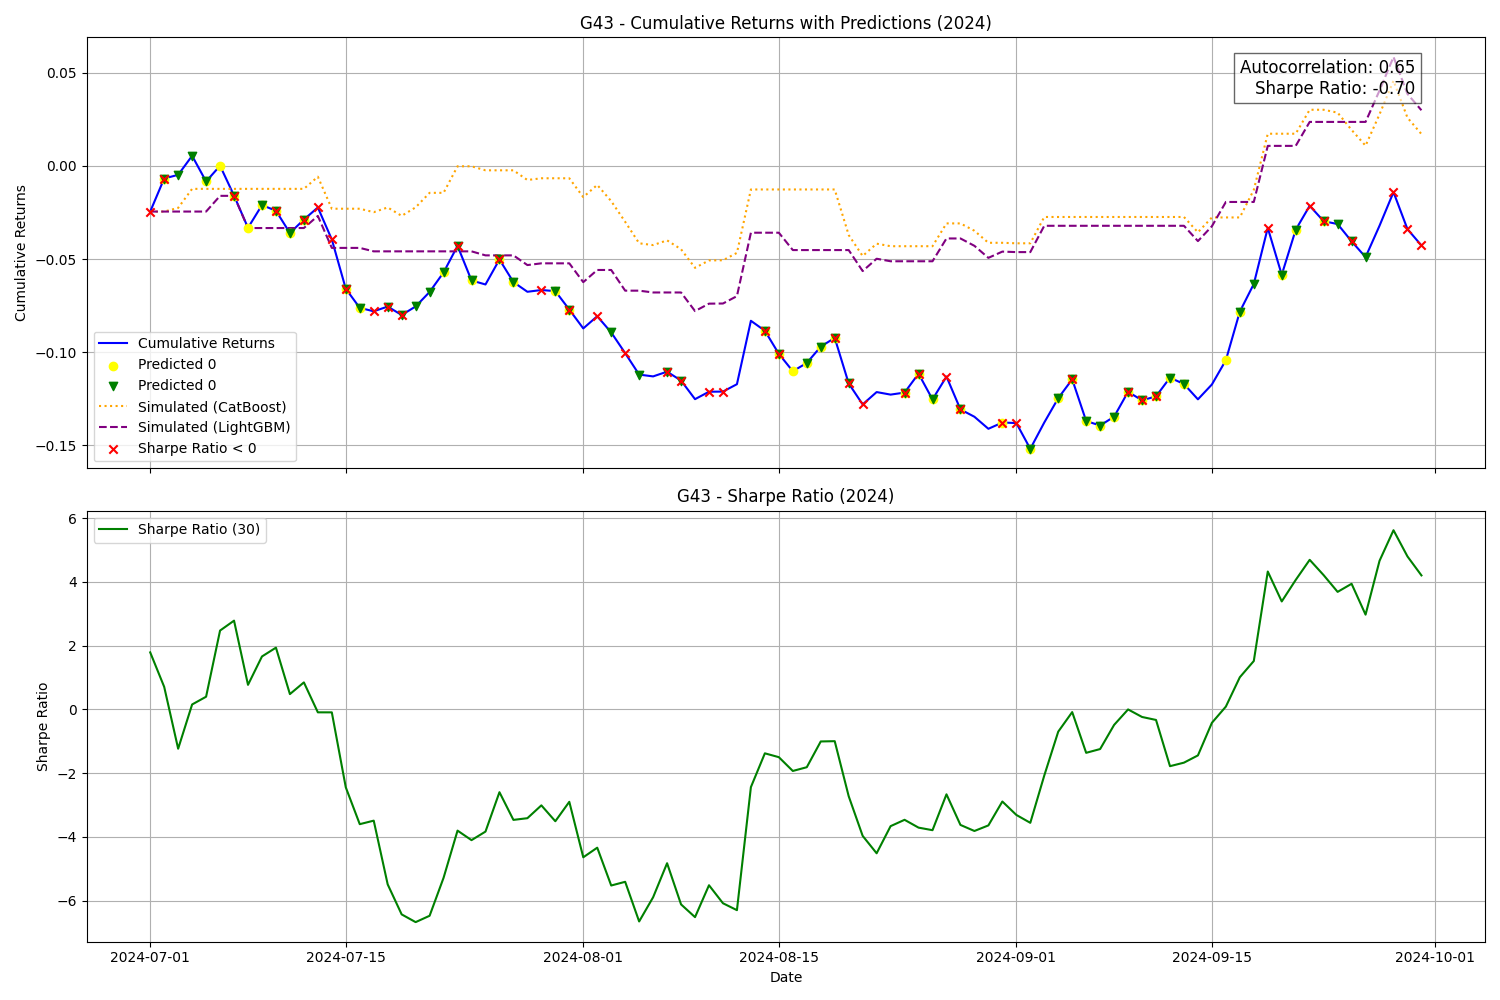 G43 - Cumulative Returns with Predictions (2024)
Autocorrelation: 0.65
Sharpe Ratio: -0.70
0.05
0.00
−0.05
−0.10
−0.15
Cumulative Returns
Cumulative Returns
Predicted 0
Predicted 0
Simulated (CatBoost)
Simulated (LightGBM)
Sharpe Ratio < 0
G43 - Sharpe Ratio (2024)
Sharpe Ratio (30)
6
4
2
0
−2
−4
−6
Sharpe Ratio
2024-07-01
2024-07-15
2024-08-01
2024-08-15
2024-09-01
2024-09-15
2024-10-01
Date